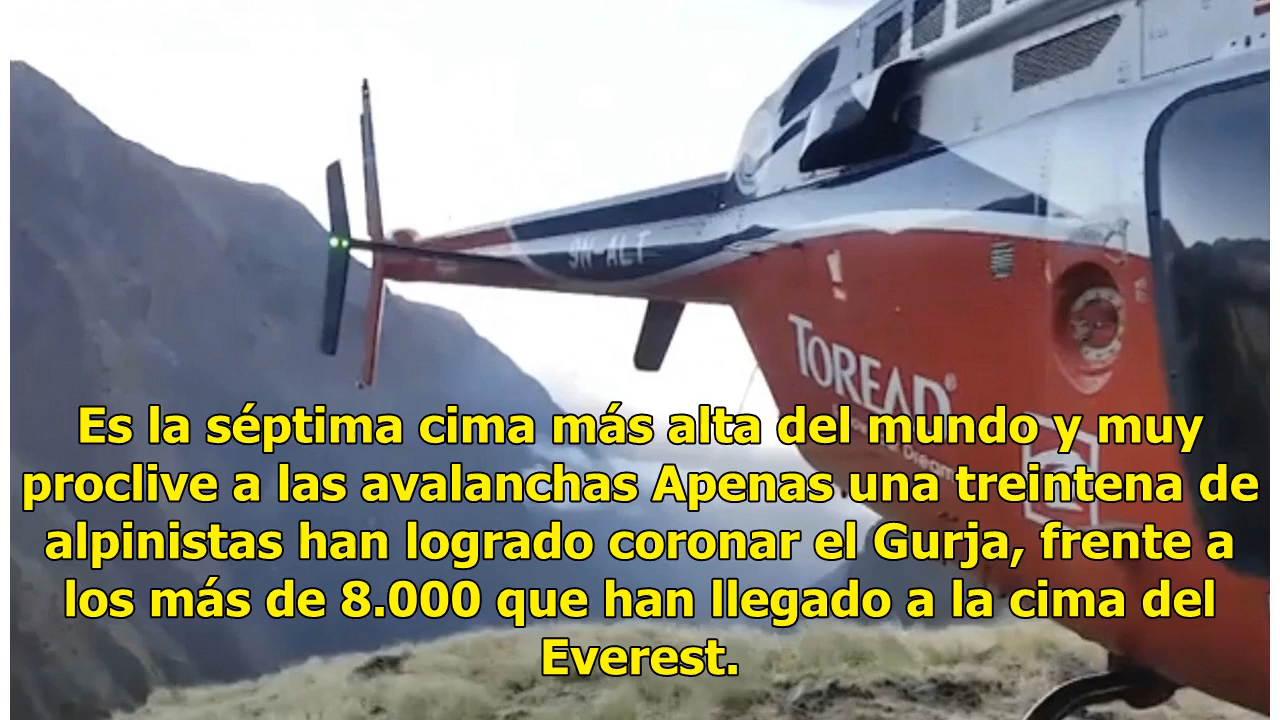 9N-ALT
TOREAD®
Es la séptima cima más alta del mundo y muy
proclive a las avalanchas Apenas una treintena de
alpinistas han logrado coronar el Gurja, frente a
los más de 8.000 que han llegado a la cima del
Everest.